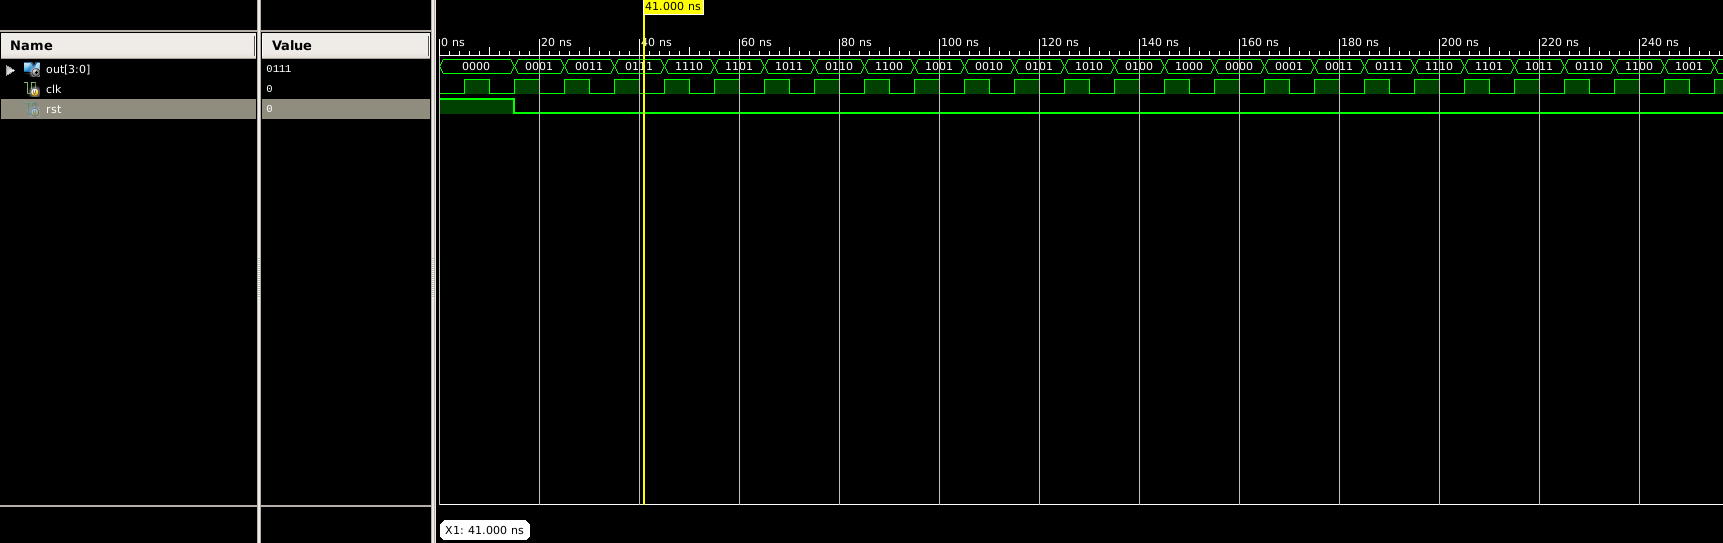 41.000 ns
Name Value 0 ns 20 ns 40 ns 60 ns 80 ns 100 ns 120 ns 140 ns 160 ns 180 ns 200 ns 220 ns 240 ns
out[3:0] 0111 0000 0001 0011 0111 1110 1101 1011 0110 1100 1001 0010 0101 1010 0100 1000 0000 0001 0011 0111 1110 1101 1011 0110 1100 1001
clk 0
rst 0
X1: 41.000 ns